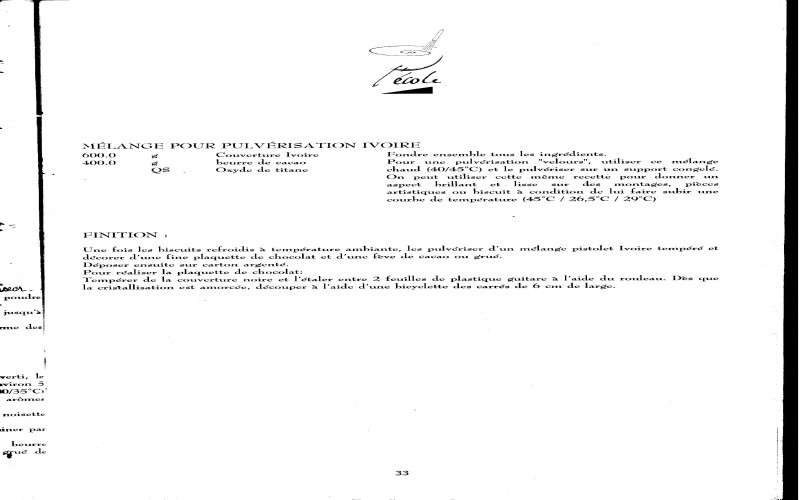 L'école
MÉLANGE POUR PULVÉRISATION IVOIRE
600.0 g Couverture Ivoire Fondre ensemble tous les ingrédients.
400.0 g beurre de cacao Pour une pulvérisation "velours", utiliser ce mélange
QS Oxyde de titane chaud (40/45°C) et le pulvériser sur un support congelé.
On peut utiliser cette même recette pour donner un
aspect brillant et lisse sur des montages, pièces
artistiques ou biscuit à condition de lui faire subir une
courbe de température (45°C / 26,5°C / 29°C)
FINITION :
Une fois les biscuits refroidis à température ambiante, les pulvériser d'un mélange pistolet Ivoire tempéré et
décorer d'une fine plaquette de chocolat et d'une fève de cacao ou grué.
Déposer ensuite sur carton argenté.
Pour réaliser la plaquette de chocolat:
Tempérer de la couverture noire et l'étaler entre 2 feuilles de plastique guitare à l'aide du rouleau. Dès que
la cristallisation est amorcée, découper à l'aide d'une bicyclette des carrés de 6 cm de large.
poudre
jusqu'à
me des
verti, le
viron 5
0/35°C)
arômes
noisette
iner par
beurre
grué de
33